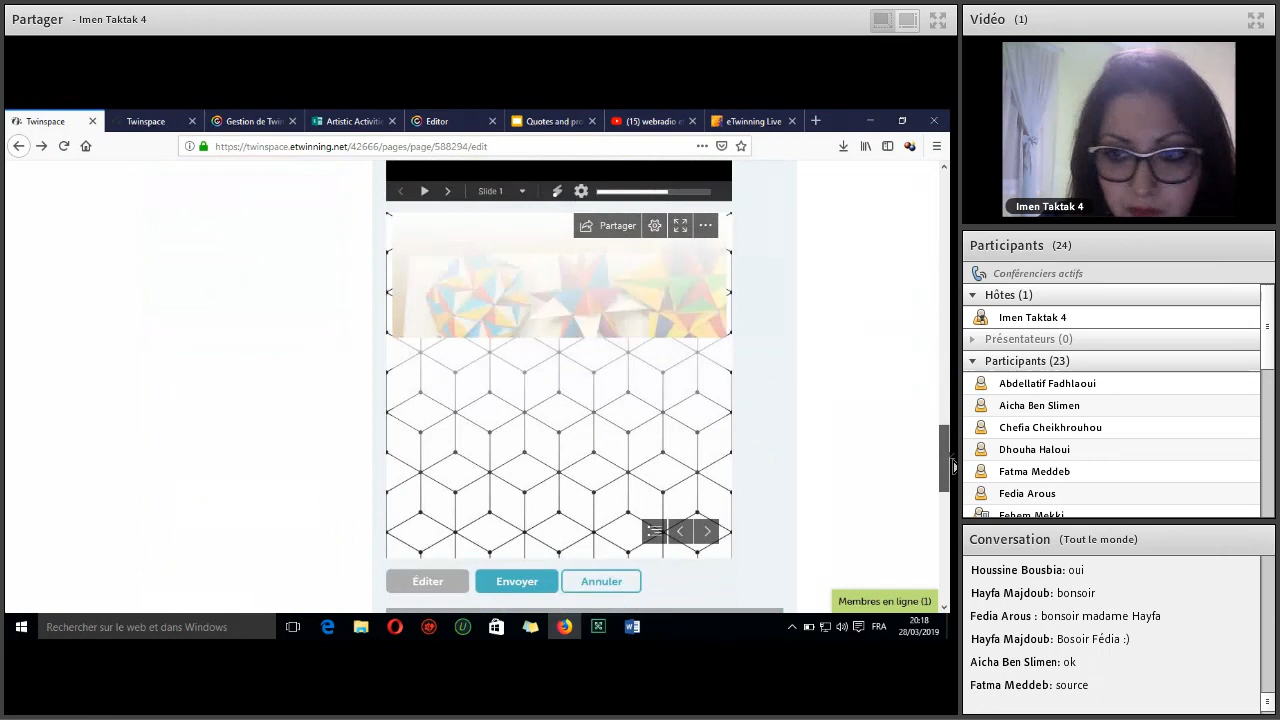 Partager - Imen Taktak 4
Twinspace
Twinspace
Gestion de Twin
Artistic Activitie
Editor
Quotes and pro
(15) webradio e
eTwinning Live
https://twinspace.etwinning.net/42666/pages/page/588294/edit
Slide 1
Partager
Éditer
Envoyer
Annuler
Membres en ligne (1)
Rechercher sur le web et dans Windows
FRA
20:18
28/03/2019
Vidéo (1)
Imen Taktak 4
Participants (24)
Conférenciers actifs
Hôtes (1)
Imen Taktak 4
Présentateurs (0)
Participants (23)
Abdellatif Fadhlaoui
Aicha Ben Slimen
Chefia Cheikhrouhou
Dhouha Haloui
Fatma Meddeb
Fedia Arous
Fehem Mekki
Conversation (Tout le monde)
Houssine Bousbia: oui
Hayfa Majdoub: bonsoir
Fedia Arous : bonsoir madame Hayfa
Hayfa Majdoub: Bosoir Fédia :)
Aicha Ben Slimen: ok
Fatma Meddeb: source